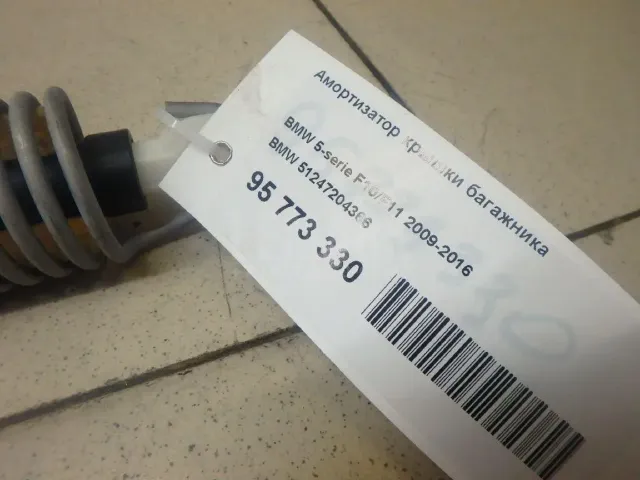 Амортизатор крышки багажника
BMW 5-serie F10/F11 2009-2016
BMW 51247204366
95 773 330